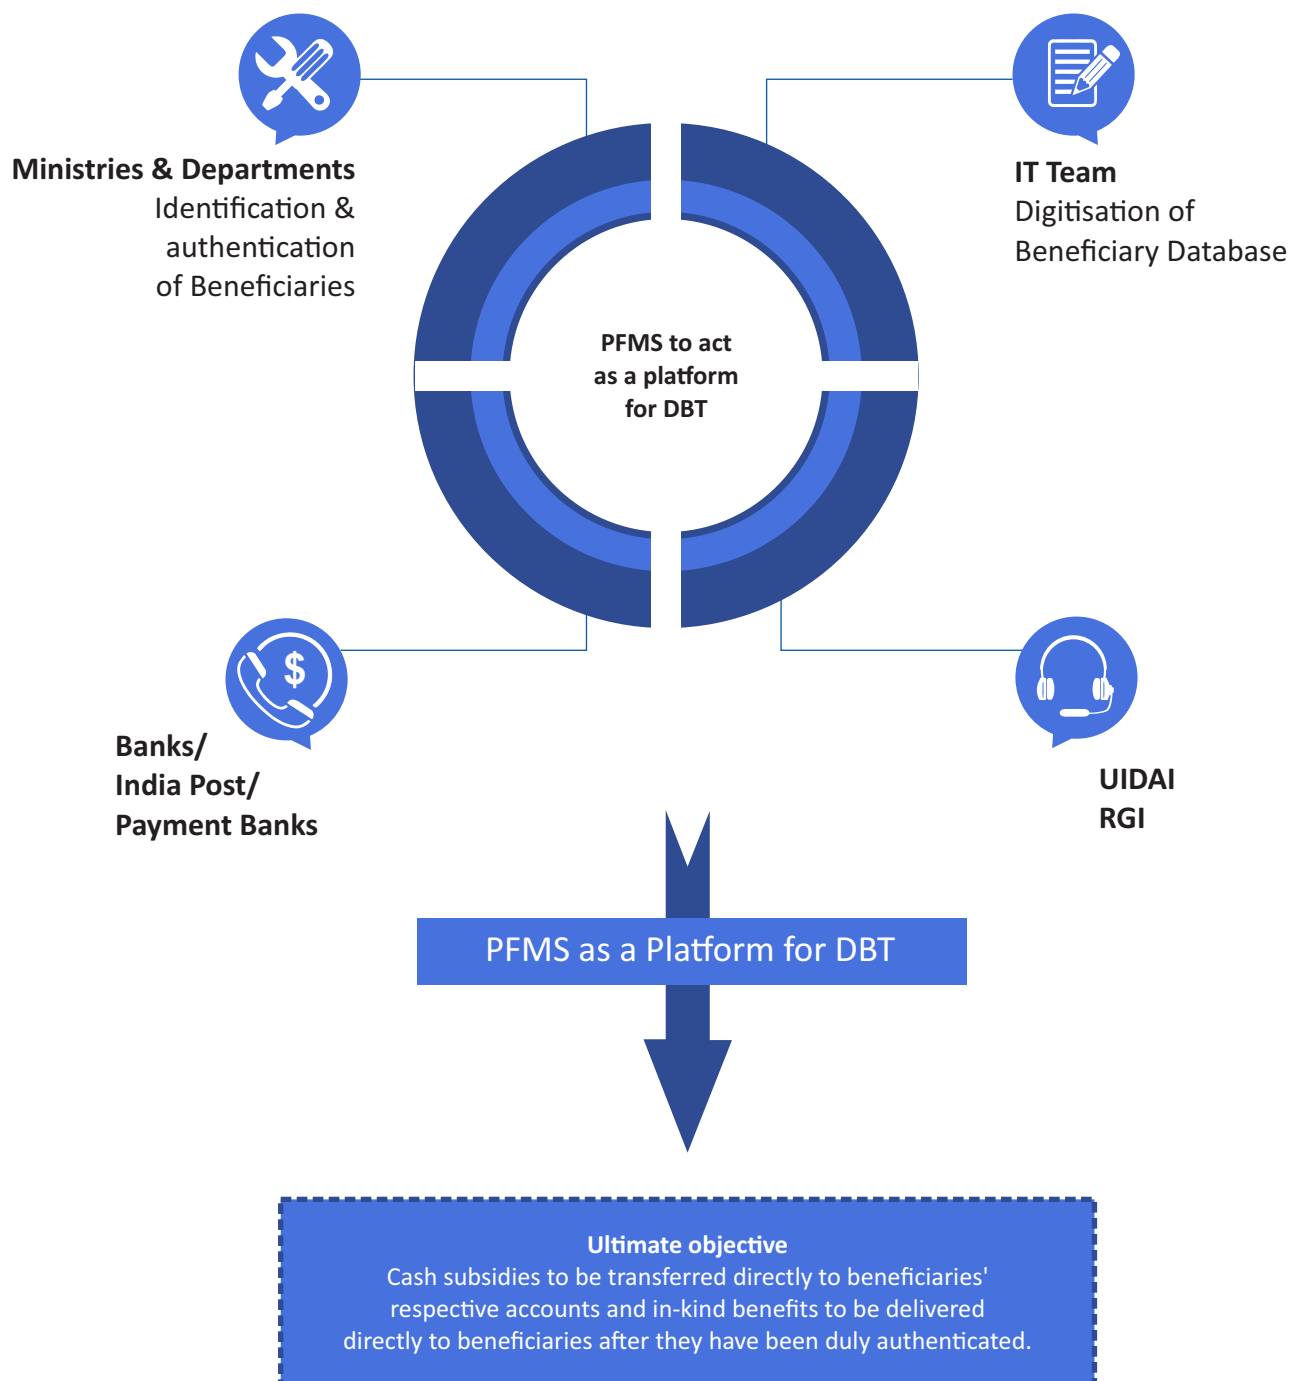 Ministries & Departments
Identification &
authentication
of Beneficiaries
IT Team
Digitisation of
Beneficiary Database
PFMS to act
as a platform
for DBT
$
Banks/
India Post/
Payment Banks
UIDAI
RGI
PFMS as a Platform for DBT
Ultimate objective
Cash subsidies to be transferred directly to beneficiaries'
respective accounts and in-kind benefits to be delivered
directly to beneficiaries after they have been duly authenticated.